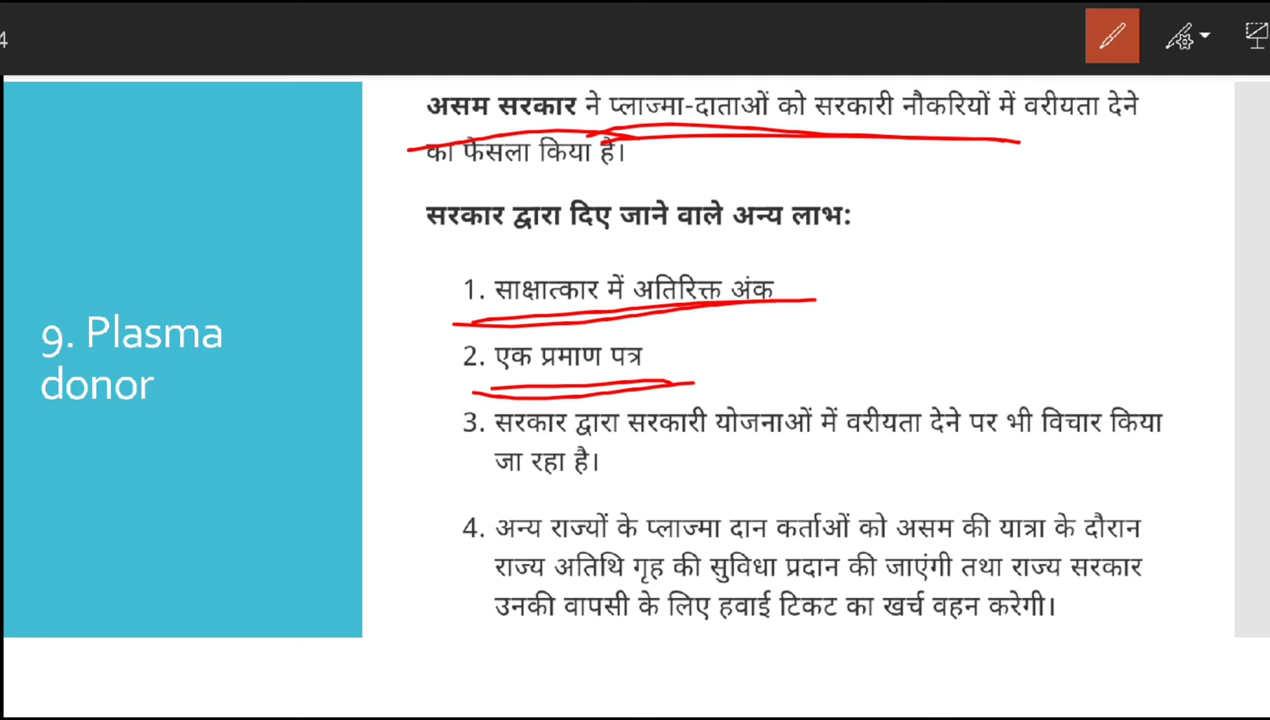 4
9. Plasma
donor
असम सरकार ने प्लाज्मा-दाताओं को सरकारी नौकरियों में वरीयता देने
का फैसला किया है।
सरकार द्वारा दिए जाने वाले अन्य लाभ:
1. साक्षात्कार में अतिरिक्त अंक
2. एक प्रमाण पत्र
3. सरकार द्वारा सरकारी योजनाओं में वरीयता देने पर भी विचार किया
जा रहा है।
4. अन्य राज्यों के प्लाज्मा दान कर्ताओं को असम की यात्रा के दौरान
राज्य अतिथि गृह की सुविधा प्रदान की जाएंगी तथा राज्य सरकार
उनकी वापसी के लिए हवाई टिकट का खर्च वहन करेगी।